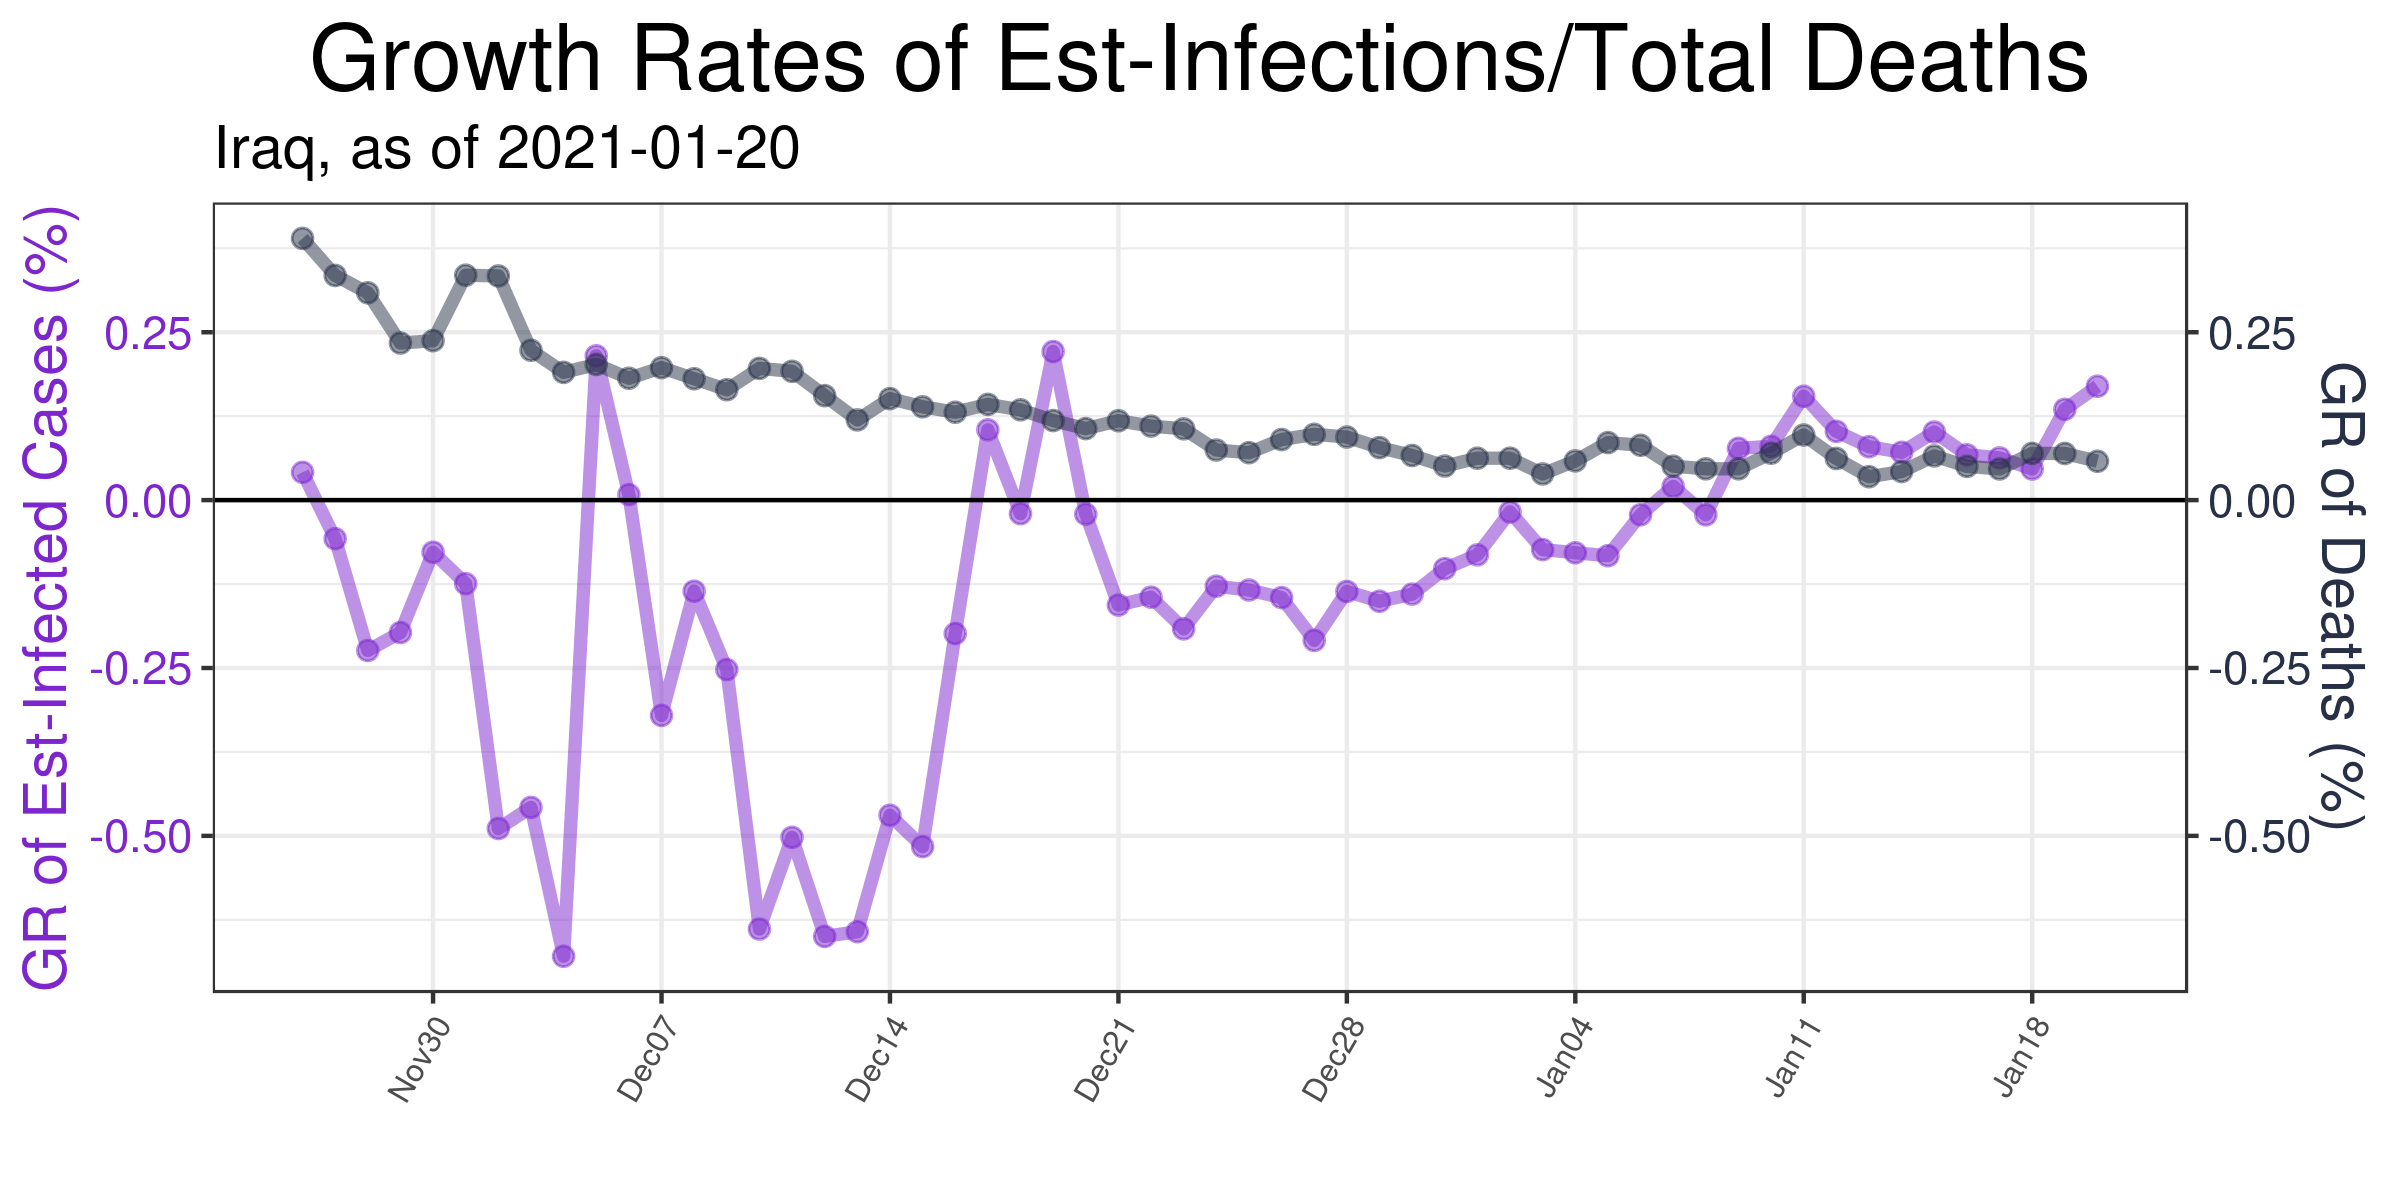 Growth Rates of Est-Infections/Total Deaths
Iraq, as of 2021-01-20
GR of Est-Infected Cases (%)
0.25
0.00
-0.25
-0.50
0.25
0.00
-0.25
-0.50
GR of Deaths (%)
Nov30
Dec07
Dec14
Dec21
Dec28
Jan04
Jan11
Jan18